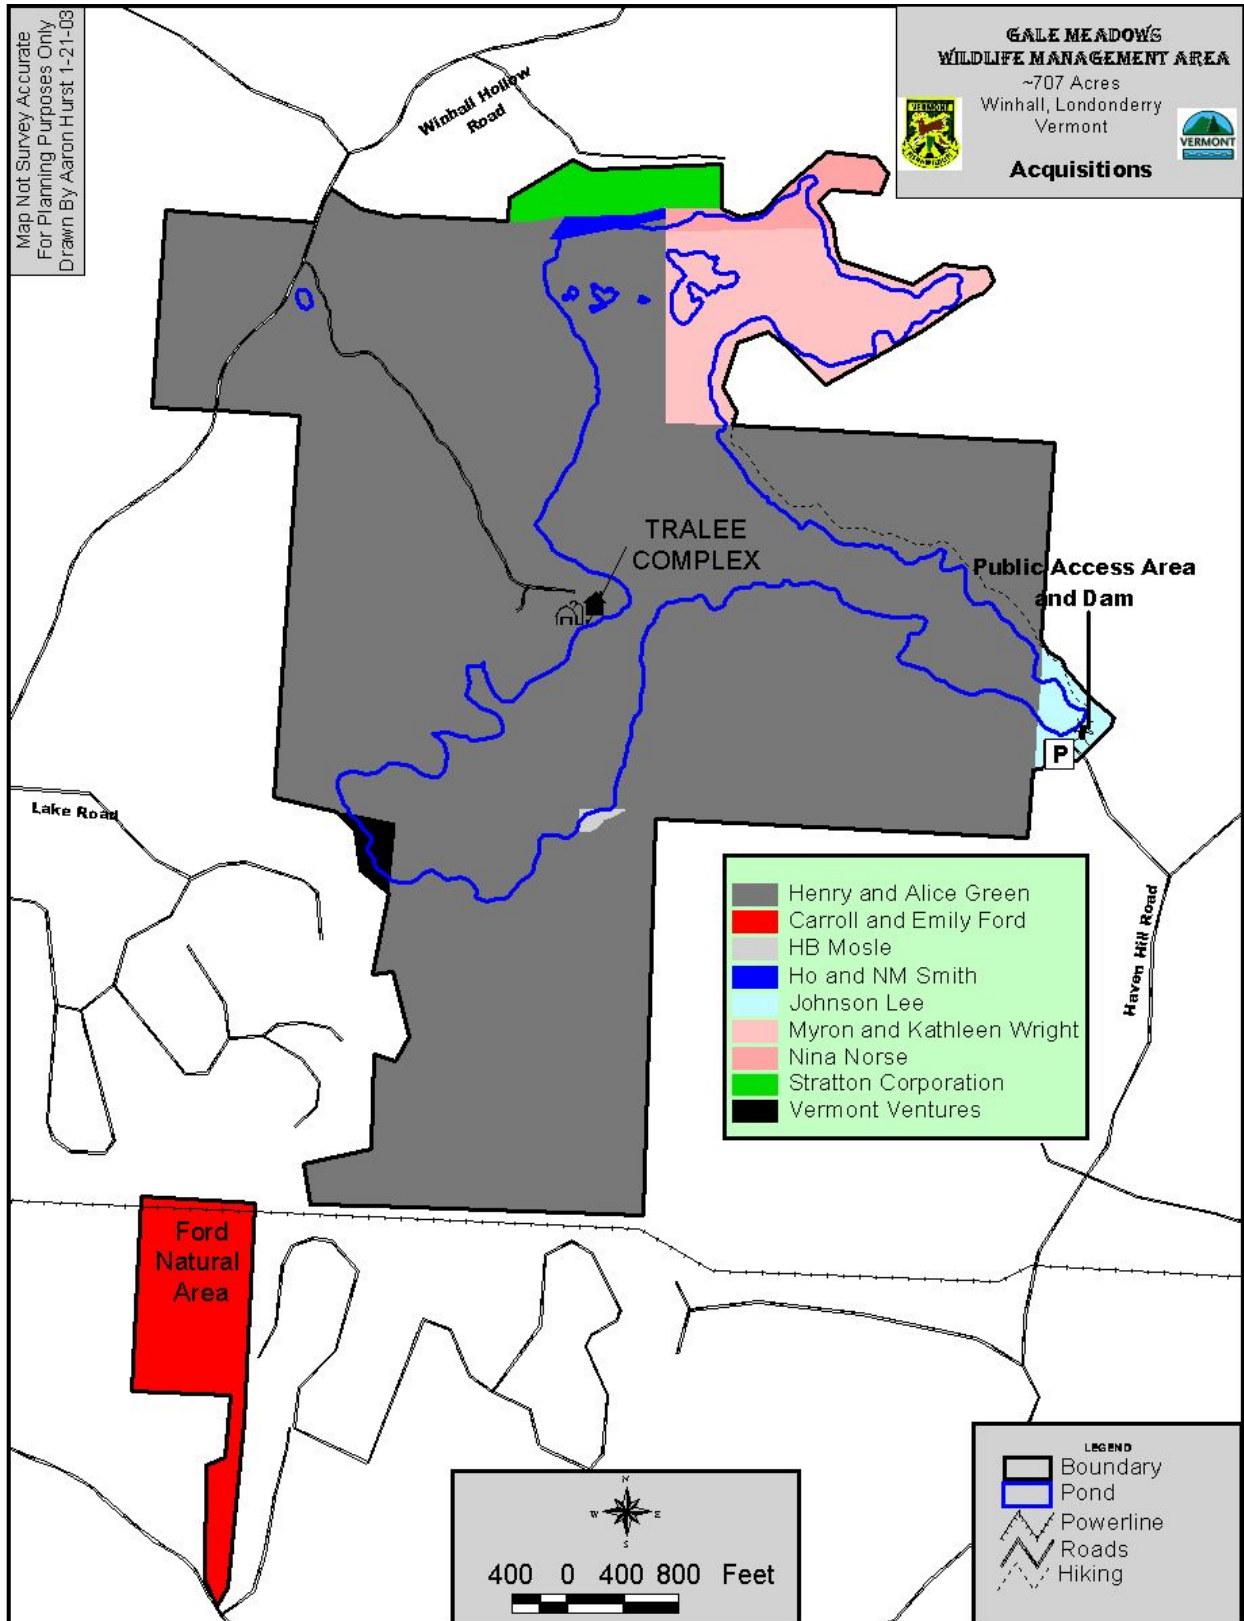 Map Not Survey Accurate
For Planning Purposes Only
Drawn By Aaron Hurst 1-21-03
GALE MEADOWS
WILDLIFE MANAGEMENT AREA
~707 Acres
Winhall, Londonderry
Vermont
Acquisitions
VERMONT
VERMONT
Winhall Hollow
Road
TRALEE
COMPLEX
Public Access Area
and Dam
P
Lake Road
Haven Hill Road
Henry and Alice Green
Carroll and Emily Ford
HB Mosle
Ho and NM Smith
Johnson Lee
Myron and Kathleen Wright
Nina Norse
Stratton Corporation
Vermont Ventures
Ford
Natural
Area
N
W E
S
400 0 400 800 Feet
LEGEND
Boundary
Pond
Powerline
Roads
Hiking